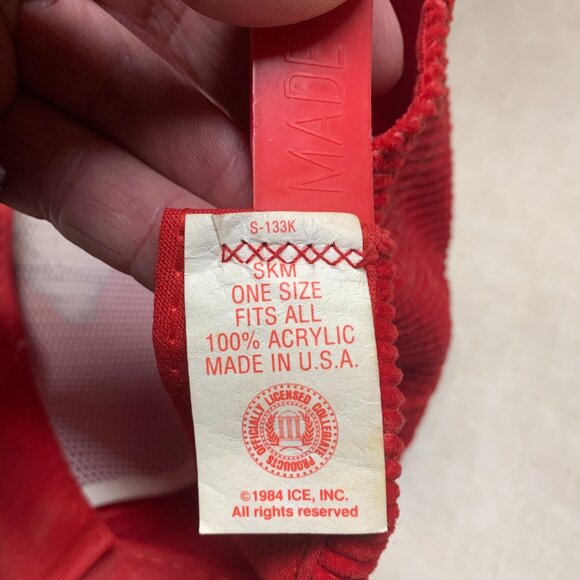 MADE
S-133K
SKM
ONE SIZE
FITS ALL
100% ACRYLIC
MADE IN U.S.A.
OFFICIALLY LICENSED COLLEGIATE PRODUCTS
©1984 ICE, INC.
All rights reserved